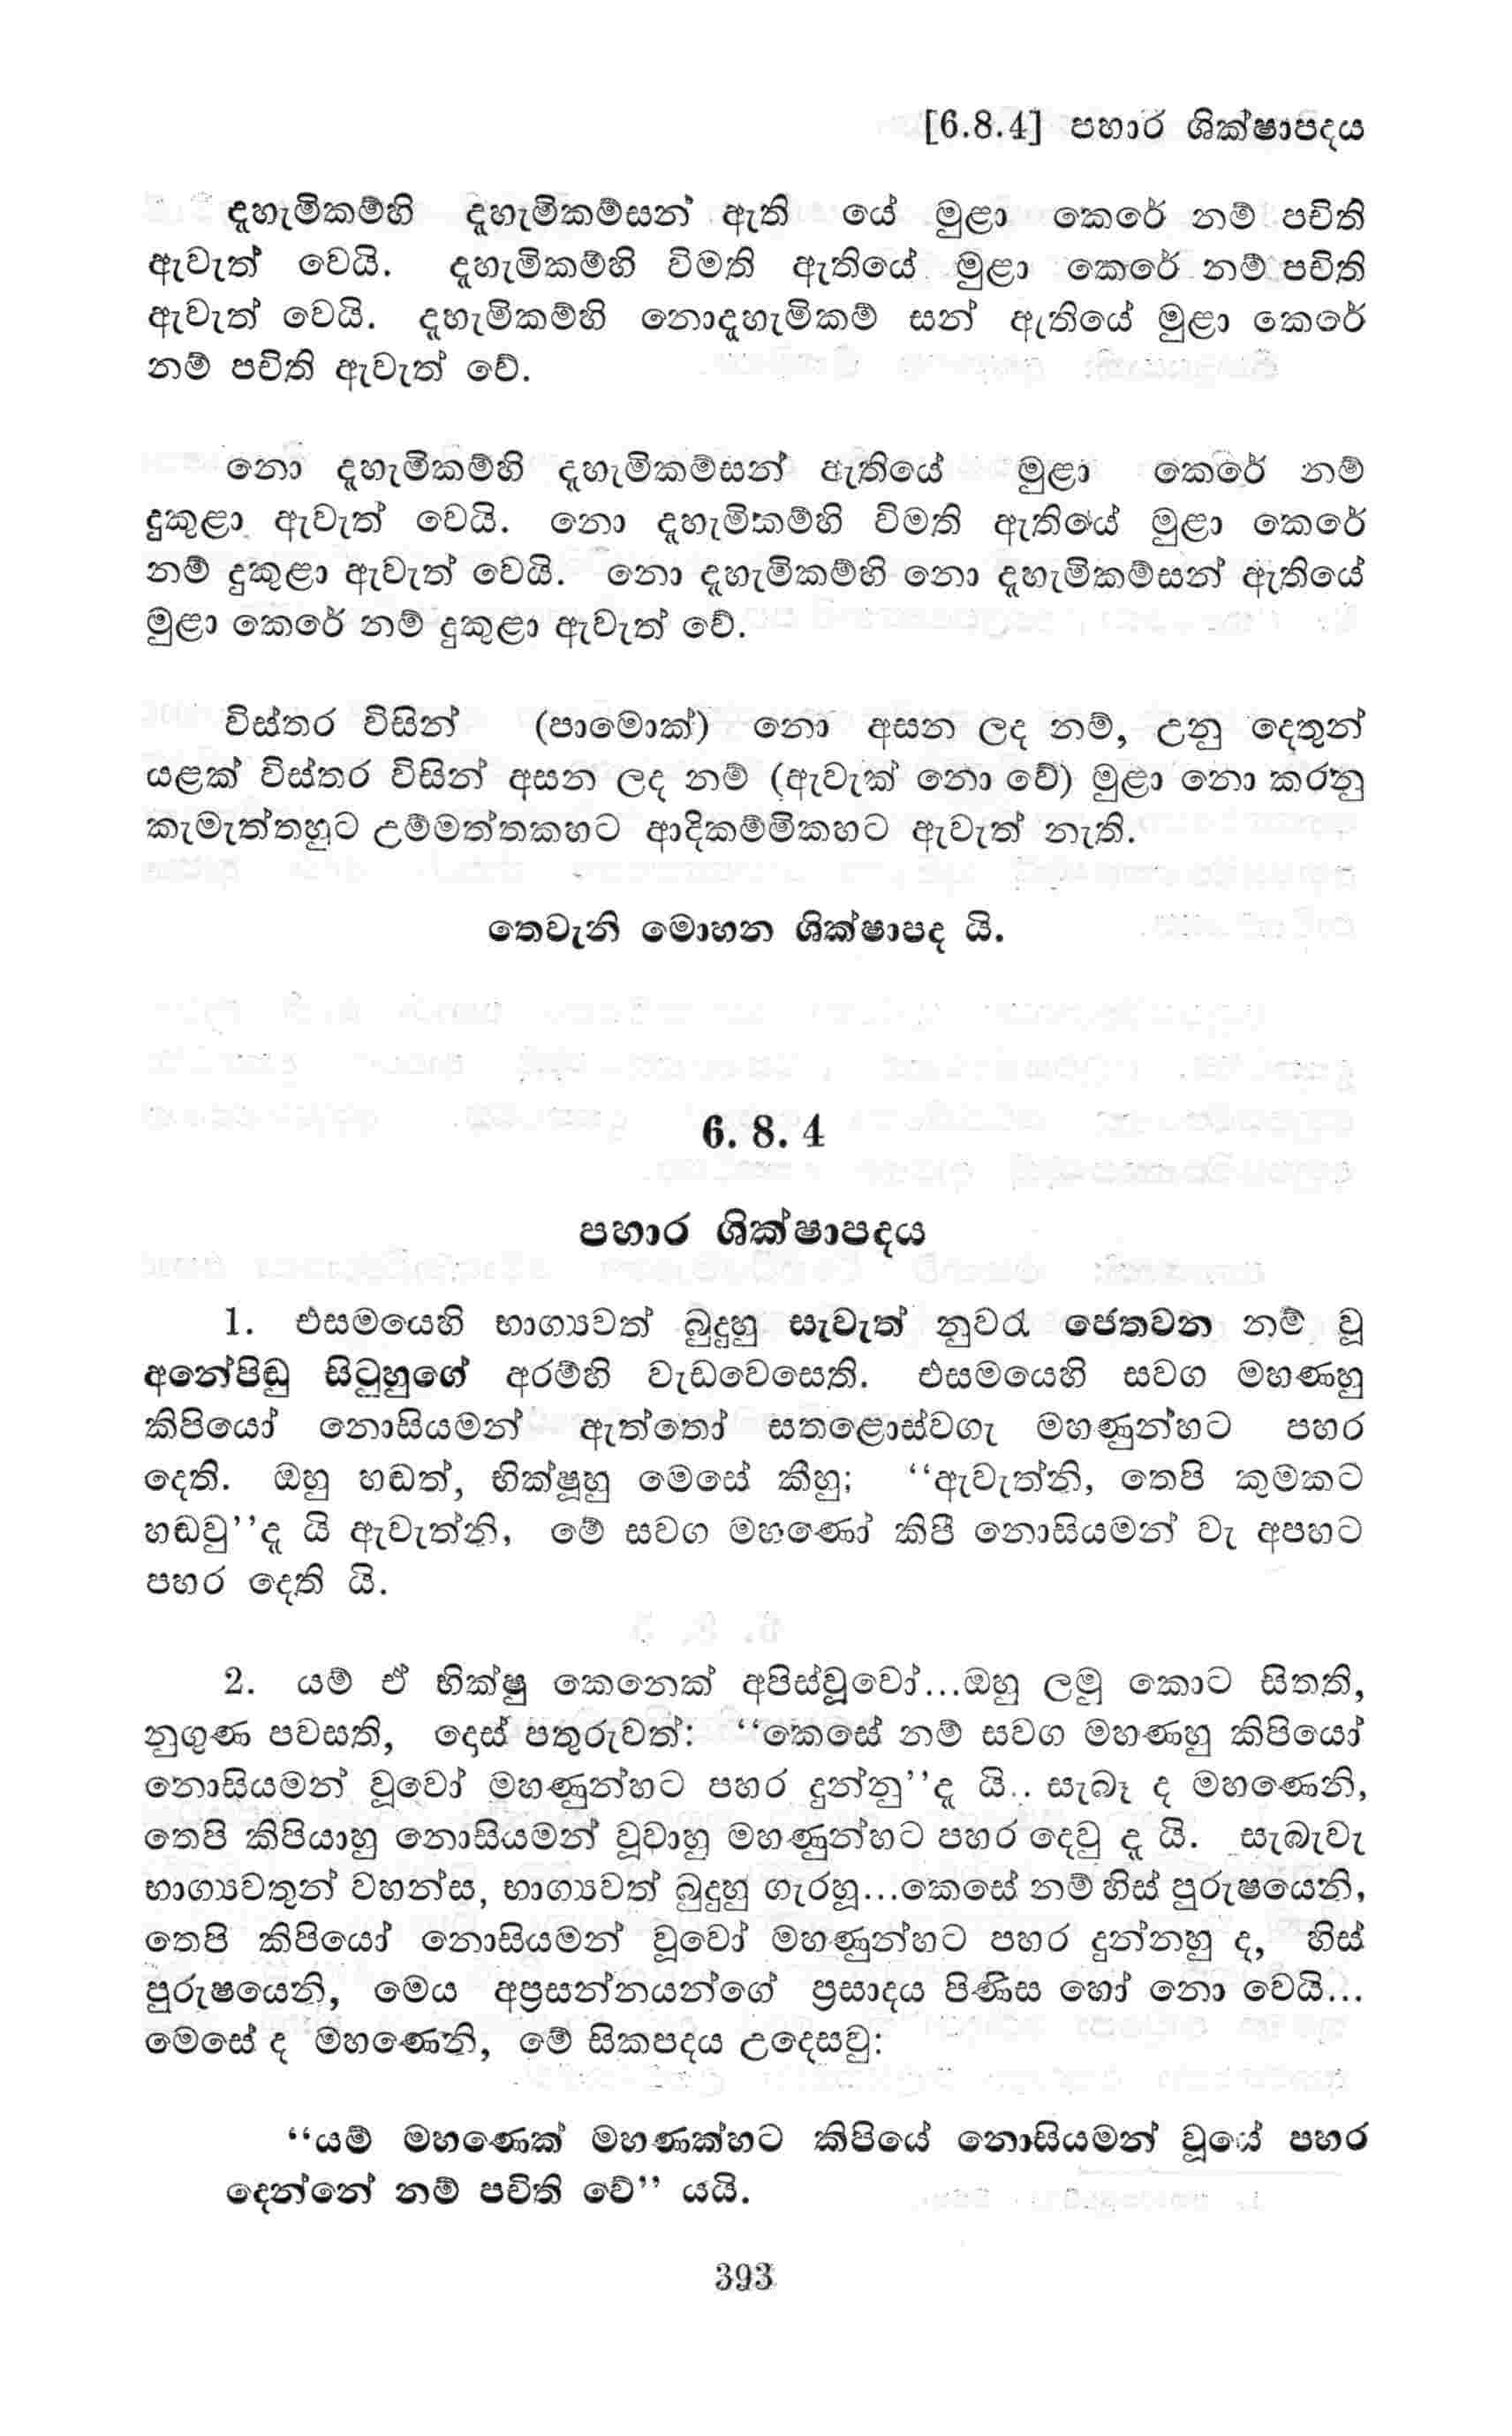 [6.8.4] පහාර ශික්ෂාපදය
දැහැමිකම්හි දැහැමිකම්සන් ඇති යේ මුළා කෙරේ නම් පචිති
ඇවැත් වෙයි. දැහැමිකම්හි විමති ඇතියේ මුළා කෙරේ නම් පචිති
ඇවැත් වෙයි. දැහැමිකම්හි නොදැහැමිකම් සන් ඇතියේ මුළා කෙරේ
නම් පචිති ඇවැත් වේ.
නො දැහැමිකම්හි දැහැමිකම්සන් ඇතියේ මුළා කෙරේ නම්
දුකුළා ඇවැත් වෙයි. නො දැහැමිකම්හි විමති ඇතියේ මුළා කෙරේ
නම් දුකුළා ඇවැත් වෙයි. නො දැහැමිකම්හි නො දැහැමිකම්සන් ඇතියේ
මුළා කෙරේ නම් දුකුළා ඇවැත් වේ.
විස්තර විසින් (පාමොක්) නො අසන ලද නම්, උනු දෙතුන්
යළක් විස්තර විසින් අසන ලද නම් (ඇවැක් නො වේ) මුළා නො කරනු
කැමැත්තහුට උම්මත්තකහට ආදිකම්මිකහට ඇවැත් නැති.
තෙවැනි මොහන ශික්ෂාපද යි.
6. 8. 4
පහාර ශික්ෂාපදය
1. එසමයෙහි භාග්‍යවත් බුදුහු සැවැත් නුවර ජෙතවන නම් වූ
අනේපිඬු සිටුහුගේ අරම්හි වැඩවෙසෙති. එසමයෙහි සවග මහණහු
කිපියෝ නොසියමන් ඇත්තෝ සතළොස්වගැ මහණුන්හට පහර
දෙති. ඔහු හඬත්, භික්ෂූහු මෙසේ කීහු; “ඇවැත්නි, තෙපි කුමකට
හඬවු”දැ යි ඇවැත්නි, මේ සවග මහණෝ කිපී නොසියමන් වැ අපහට
පහර දෙති යි.
2. යම් ඒ භික්ෂු කෙනෙක් අපිස්වූවෝ...ඔහු ලමු කොට සිතති,
නුගුණ පවසති, දොස් පතුරුවත්: “කෙසේ නම් සවග මහණහු කිපියෝ
නොසියමන් වූවෝ මහණුන්හට පහර දුන්නු”දැ යි.. සැබෑ ද මහණෙනි,
තෙපි කිපියාහු නොසියමන් වූවාහු මහණුන්හට පහර දෙවු දැ යි. සැබැවැ
භාග්‍යවතුන් වහන්ස, භාග්‍යවත් බුදුහු ගැරහූ...කෙසේ නම් හිස් පුරුෂයෙනි,
තෙපි කිපියෝ නොසියමන් වූවෝ මහණුන්හට පහර දුන්නහු ද, හිස්
පුරුෂයෙනි, මෙය අප්‍රසන්නයන්ගේ ප්‍රසාදය පිණිස හෝ නො වෙයි...
මෙසේ ද මහණෙනි, මේ සිකපදය උදෙසවු:
“යම් මහණෙක් මහණක්හට කිපියේ නොසියමන් වූයේ පහර
දෙන්නේ නම් පචිති වේ” යයි.
393